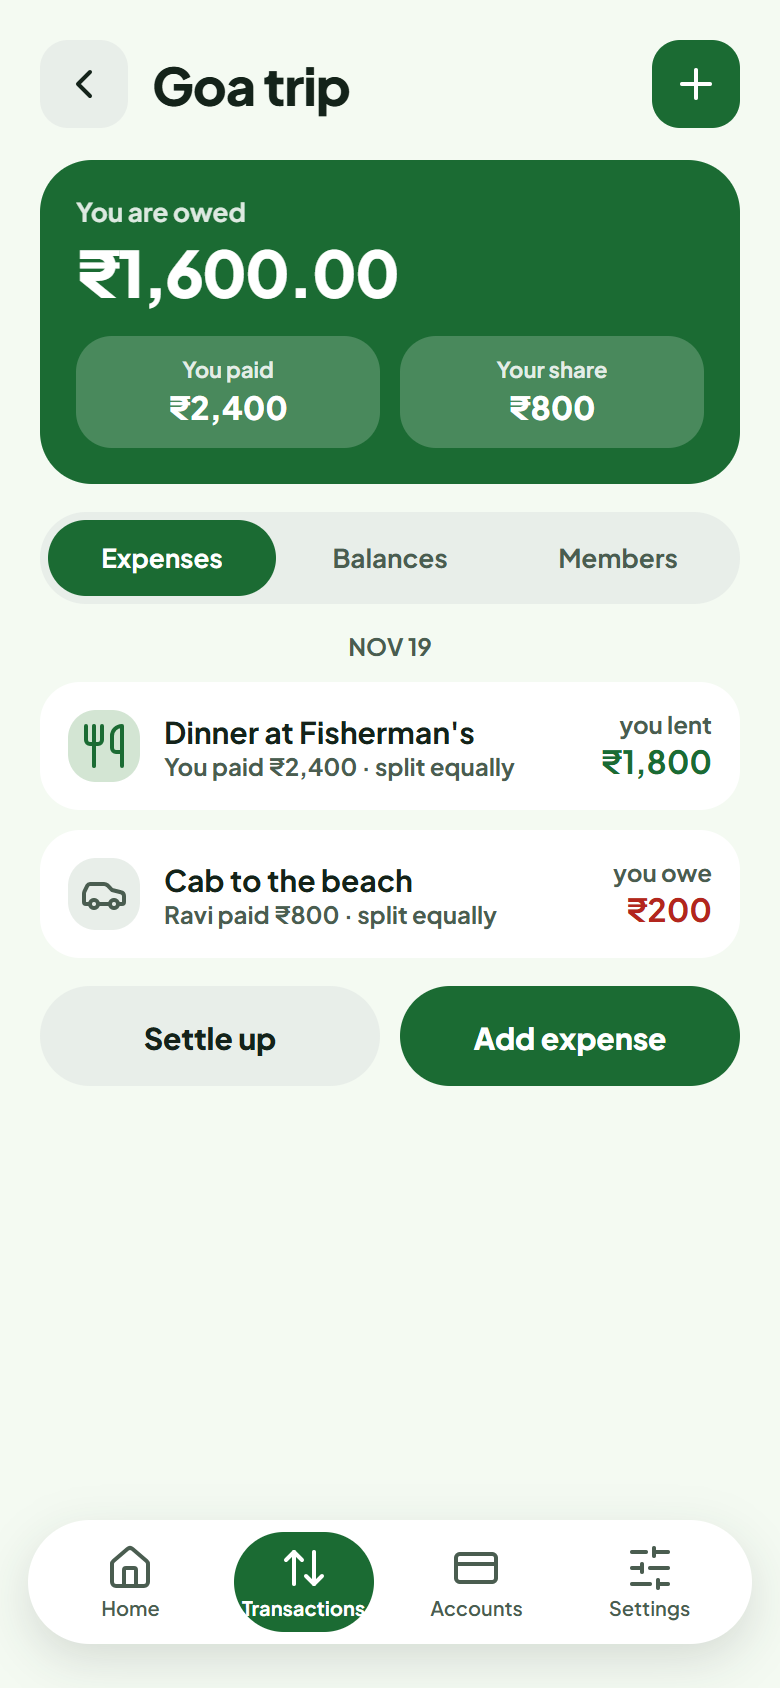 Goa trip
You are owed
₹1,600.00
You paid
₹2,400
Your share
₹800
Expenses
Balances
Members
NOV 19
Dinner at Fisherman's
You paid ₹2,400 · split equally
you lent
₹1,800
Cab to the beach
Ravi paid ₹800 · split equally
you owe
₹200
Settle up
Add expense
Home
Transactions
Accounts
Settings